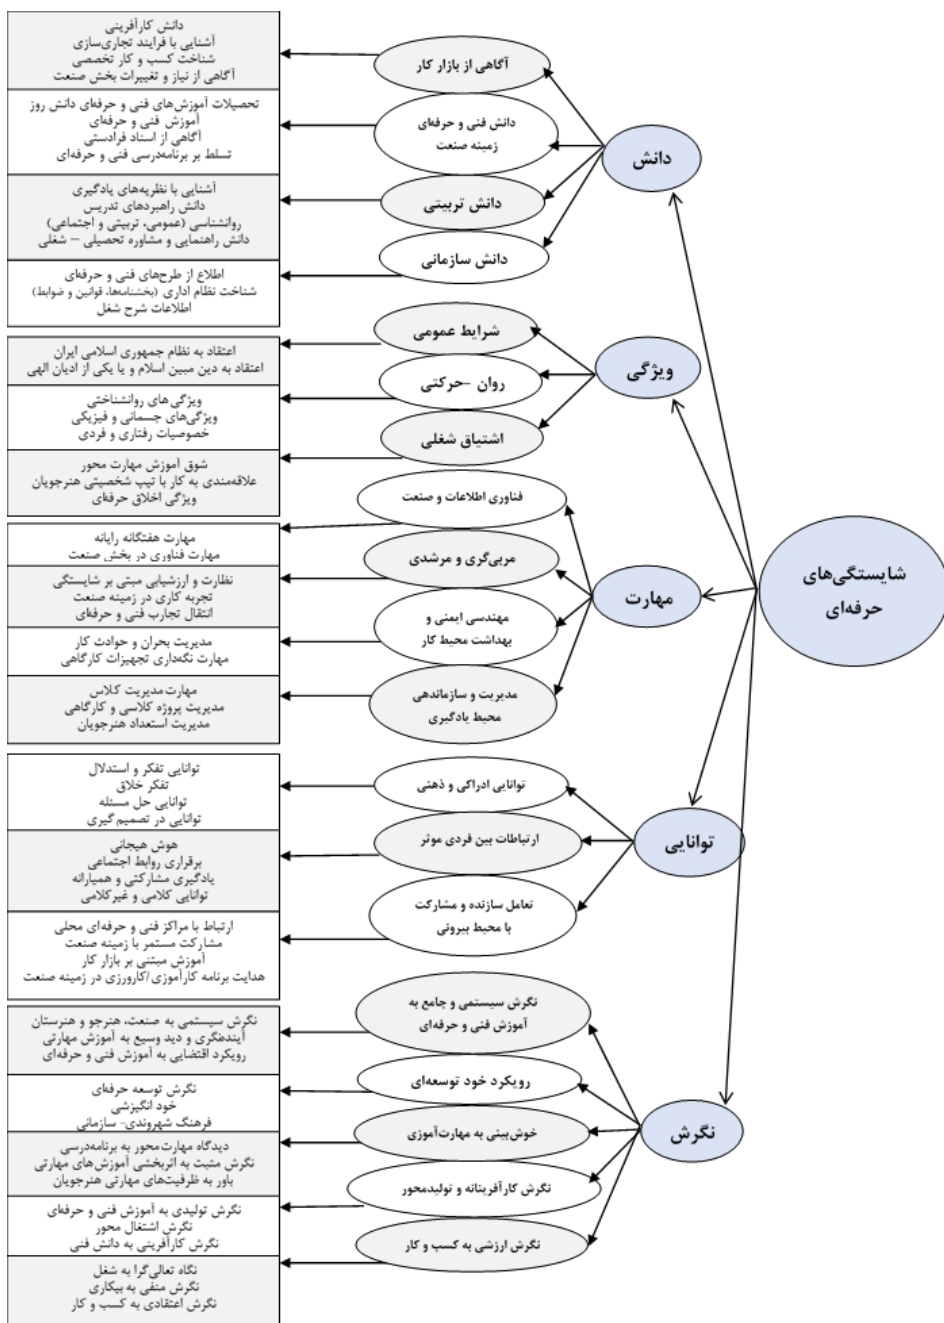 شایستگی‌های
حرفه‌ای
دانش
آگاهی از بازار کار
دانش کارآفرینی
آشنایی با فرایند تجاری‌سازی
شناخت کسب و کار تخصصی
آگاهی از نیاز و تغییرات بخش صنعت
دانش فنی و حرفه‌ای
زمینه صنعت
تحصیلات آموزش‌های فنی و حرفه‌ای دانش روز
آموزش فنی و حرفه‌ای
آگاهی از اسناد فرادستی
تسلط بر برنامه‌درسی فنی و حرفه‌ای
دانش تربیتی
آشنایی با نظریه‌های یادگیری
دانش راهبردهای تدریس
روانشناسی (عمومی، تربیتی و اجتماعی)
دانش راهنمایی و مشاوره تحصیلی – شغلی
دانش سازمانی
اطلاع از طرح‌های فنی و حرفه‌ای
شناخت نظام اداری (بخشنامه‌ها، قوانین و ضوابط)
اطلاعات شرح شغل
ویژگی
شرایط عمومی
اعتقاد به نظام جمهوری اسلامی ایران
اعتقاد به دین مبین اسلام و یا یکی از ادیان الهی
روان –حرکتی
ویژگی‌های روانشناختی
ویژگی‌های جسمانی و فیزیکی
خصوصیات رفتاری و فردی
اشتیاق شغلی
شوق آموزش مهارت محور
علاقه‌مندی به کار با تیپ شخصیتی هنرجویان
ویژگی اخلاق حرفه‌ای
مهارت
فناوری اطلاعات و صنعت
مهارت هفتگانه رایانه
مهارت فناوری در بخش صنعت
مربی‌گری و مرشدی
نظارت و ارزشیابی مبتی بر شایستگی
تجربه کاری در زمینه صنعت
انتقال تجارب فنی و حرفه‌ای
مهندسی ایمنی و
بهداشت محیط کار
مدیریت بحران و حوادث کار
مهارت نگه‌داری تجهیزات کارگاهی
مدیریت و سازماندهی
محیط یادگیری
مهارت مدیریت کلاس
مدیریت پروژه کلاسی و کارگاهی
مدیریت استعداد هنرجویان
توانایی
توانایی ادراکی و ذهنی
توانایی تفکر و استدلال
تفکر خلاق
توانایی حل مسئله
توانایی در تصمیم گیری
ارتباطات بین فردی موثر
هوش هیجانی
برقراری روابط اجتماعی
یادگیری مشارکتی و همیارانه
توانایی کلامی و غیرکلامی
تعامل سازنده و مشارکت
با محیط بیرونی
ارتباط با مراکز فنی و حرفه‌ای محلی
مشارکت مستمر با زمینه صنعت
آموزش مبتنی بر بازار کار
هدایت برنامه کارآموزی /کارورزی در زمینه صنعت
نگرش
نگرش سیستمی و جامع به
آموزش فنی و حرفه‌ای
نگرش سیستمی به صنعت، هنرجو و هنرستان
آینده‌نگری و دید وسیع به آموزش مهارتی
رویکرد اقتضایی به آموزش فنی و حرفه‌ای
رویکرد خود توسعه‌ای
نگرش توسعه حرفه‌ای
خود انگیزشی
فرهنگ شهروندی- سازمانی
خوش‌بینی به مهارت‌آموزی
دیدگاه مهارت‌محور به برنامه‌درسی
نگرش مثبت به اثربخشی آموزش‌های مهارتی
باور به ظرفیت‌های مهارتی هنرجویان
نگرش کارآفرینانه و تولیدمحور
نگرش تولیدی به آموزش فنی و حرفه‌ای
نگرش اشتغال محور
نگرش کارآفرینی به دانش فنی
نگرش ارزشی به کسب و کار
نگاه تعالی‌گرا به شغل
نگرش منفی به بیکاری
نگرش اعتقادی به کسب و کار